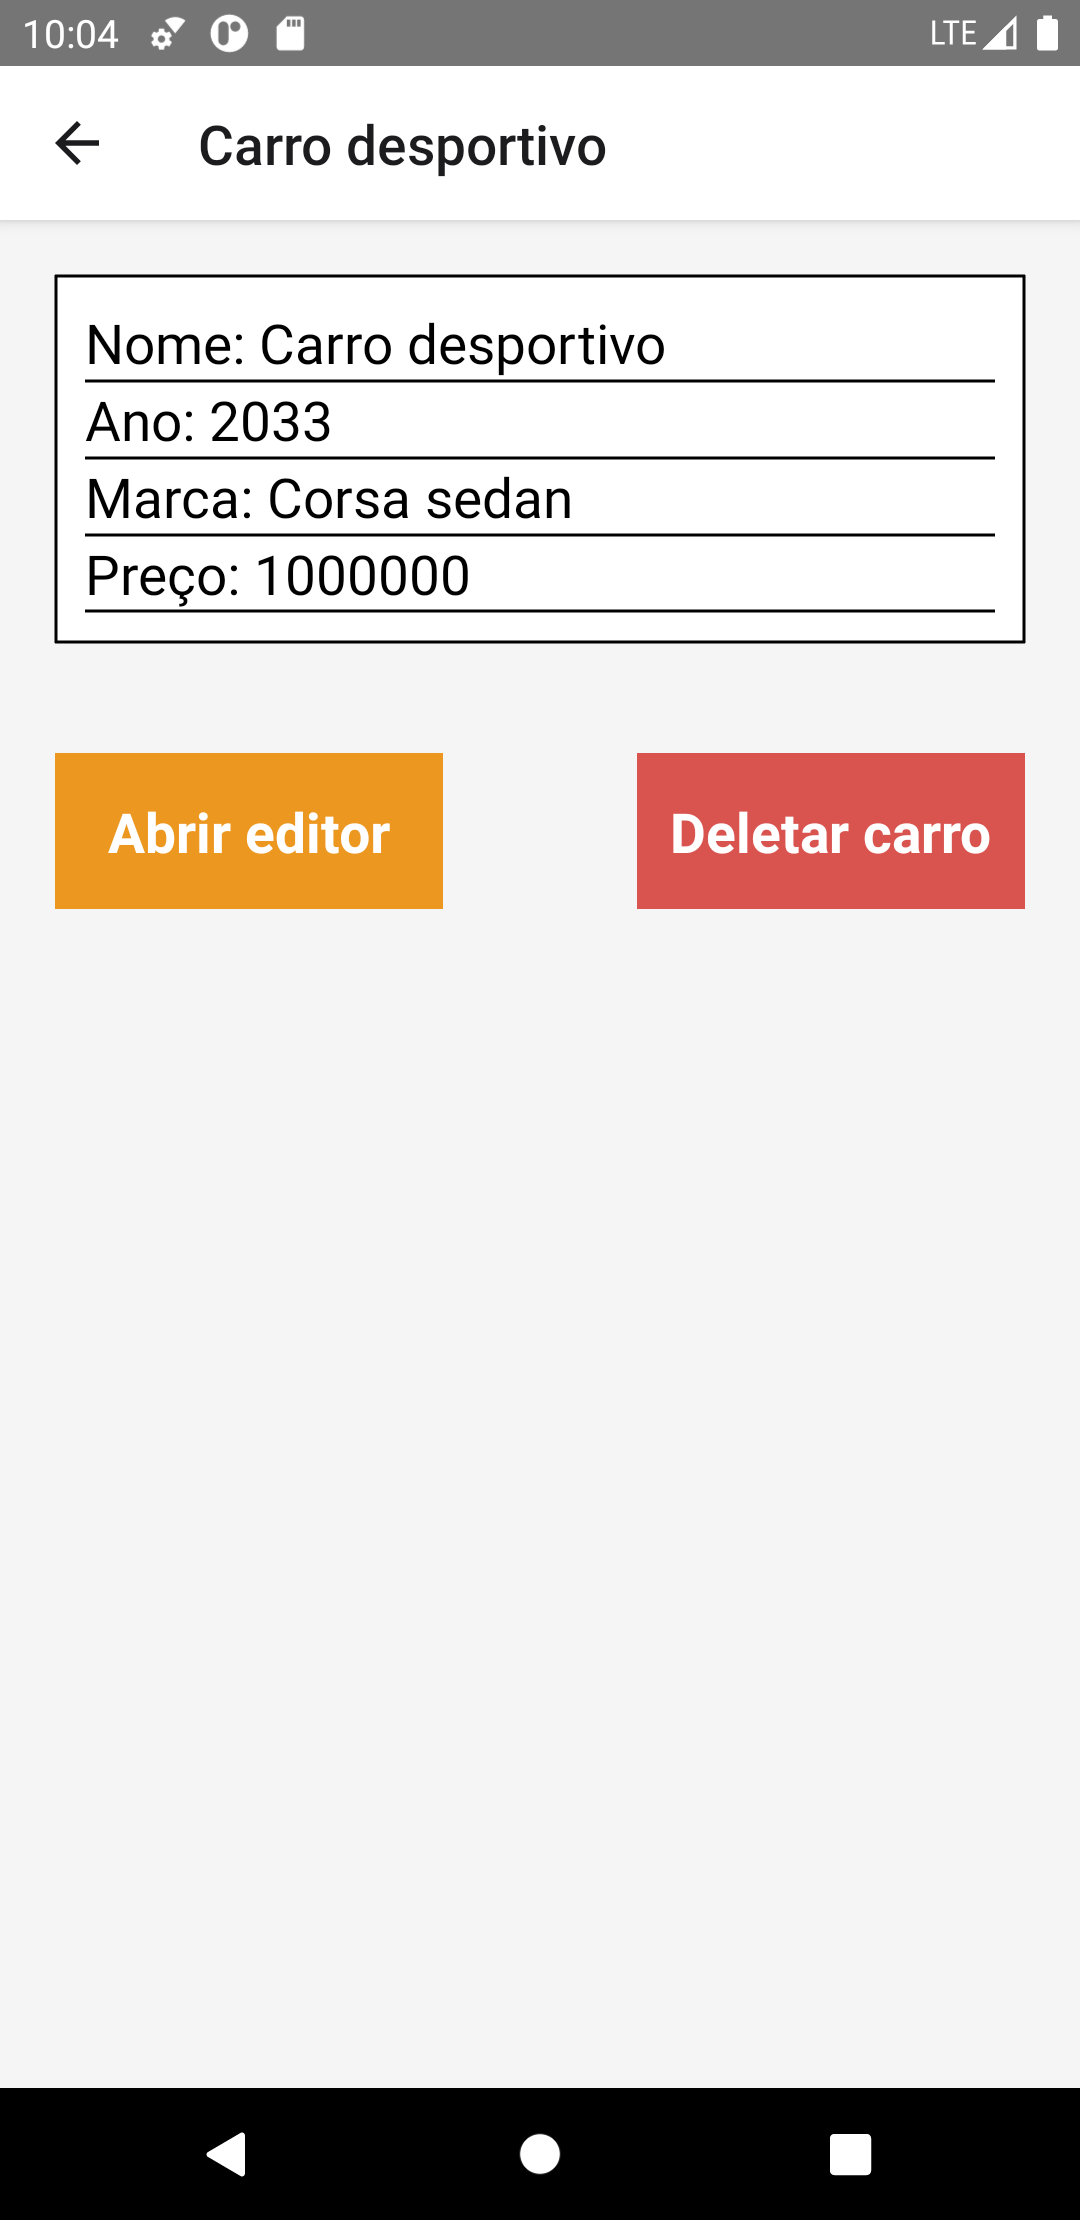 10:04 LTE
Carro desportivo
Nome: Carro desportivo
Ano: 2033
Marca: Corsa sedan
Preço: 1000000
Abrir editor Deletar carro